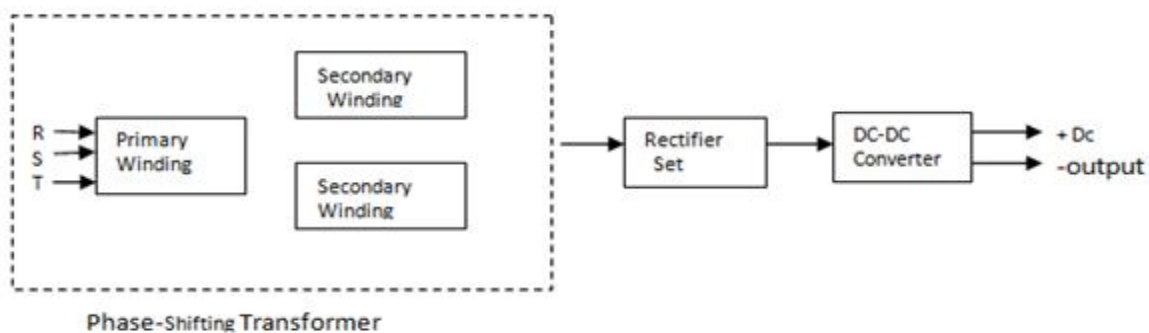 R
S
T
Primary
Winding
Secondary
Winding
Secondary
Winding
Rectifier
Set
DC-DC
Converter
+ Dc
-output
Phase-Shifting Transformer